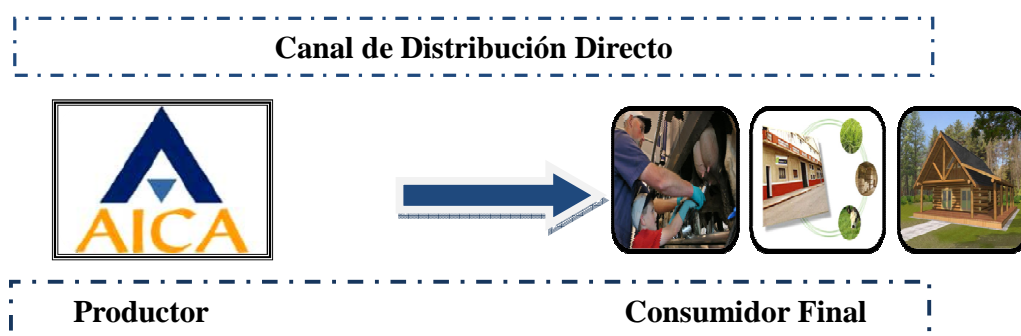 Canal de Distribución Directo
AICA
Productor
Consumidor Final